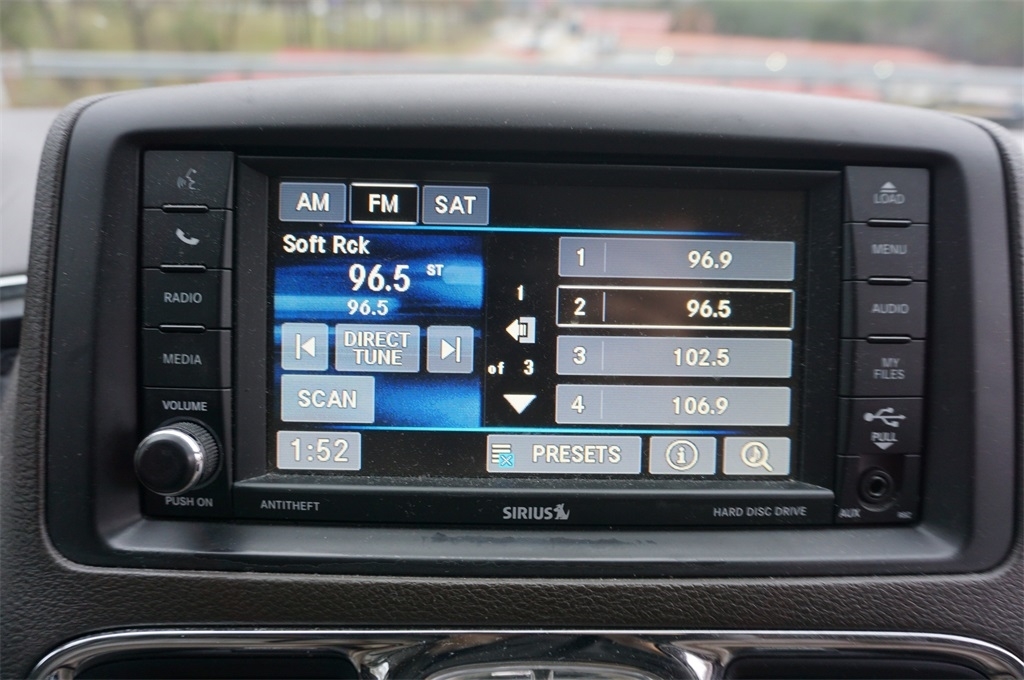 LOAD
AM FM SAT
Soft Rck
96.5 ST
96.5
DIRECT
TUNE
SCAN
1:52
1
of 3
1 96.9
2 96.5
3 102.5
4 106.9
PRESETS
RADIO
MEDIA
VOLUME
PUSH ON
MENU
AUDIO
MY
FILES
PULL
AUX
ANTITHEFT
SIRIUS
HARD DISC DRIVE